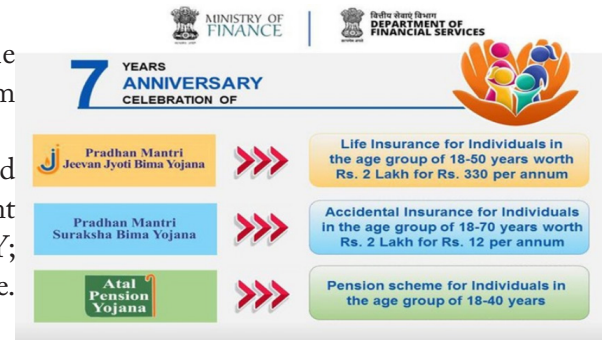 MINISTRY OF
FINANCE
वित्तीय सेवाएं विभाग
DEPARTMENT OF
FINANCIAL SERVICES
7 YEARS
ANNIVERSARY
CELEBRATION OF
Pradhan Mantri
Jeevan Jyoti Bima Yojana
Life Insurance for Individuals in
the age group of 18-50 years worth
Rs. 2 Lakh for Rs. 330 per annum
Pradhan Mantri
Suraksha Bima Yojana
Accidental Insurance for Individuals
in the age group of 18-70 years worth
Rs. 2 Lakh for Rs. 12 per annum
Atal
Pension
Yojana
Pension scheme for Individuals in
the age group of 18-40 years